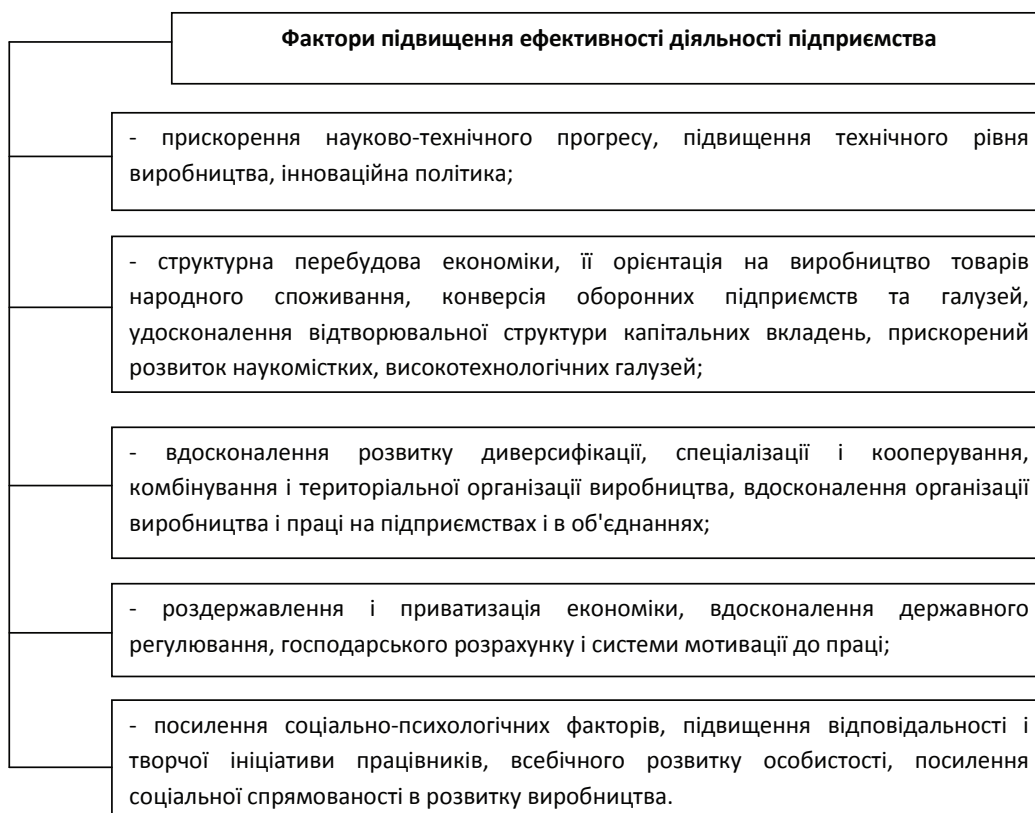 Фактори підвищення ефективності діяльності підприємства
- прискорення науково-технічного прогресу, підвищення технічного рівня
виробництва, інноваційна політика;
- структурна перебудова економіки, її орієнтація на виробництво товарів
народного споживання, конверсія оборонних підприємств та галузей,
удосконалення відтворювальної структури капітальних вкладень, прискорений
розвиток наукомістких, високотехнологічних галузей;
- вдосконалення розвитку диверсифікації, спеціалізації і кооперування,
комбінування і територіальної організації виробництва, вдосконалення організації
виробництва і праці на підприємствах і в об'єднаннях;
- роздержавлення і приватизація економіки, вдосконалення державного
регулювання, господарського розрахунку і системи мотивації до праці;
- посилення соціально-психологічних факторів, підвищення відповідальності і
творчої ініціативи працівників, всебічного розвитку особистості, посилення
соціальної спрямованості в розвитку виробництва.